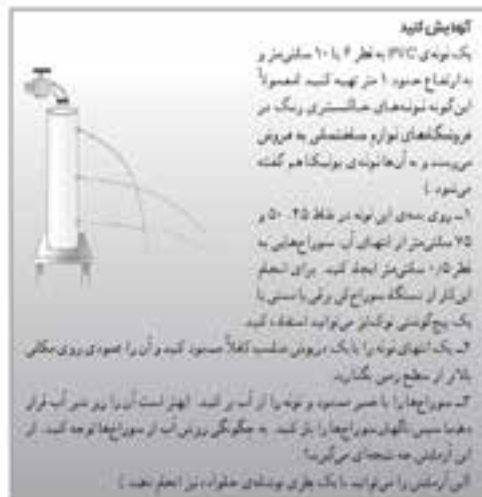 آزمایش کنید
یک لوله‌ی PVC به قطر ۶ یا ۱۰ سانتی‌متر و
به ارتفاع حدود ۱ متر تهیه کنید. (معمولاً
این‌گونه لوله‌های خاکستری رنگ در
فروشگاه‌های لوازم ساختمانی به فروش
می‌رسند و به آن‌ها لوله‌ی پولیکا هم گفته
می‌شود.)
۱ـ روی بدنه‌ی این لوله در نقاط ۲۵، ۵۰ و
۷۵ سانتی‌متر از انتهای آن سوراخ‌هایی به
قطر ۰/۵ سانتی‌متر ایجاد کنید. برای انجام
این‌کار از دستگاه سوراخ‌کن برقی یا دستی یا
یک پیچ‌گوشتی نوک‌تیز می‌توانید استفاده کنید.
۲ـ یک انتهای لوله را با یک درپوش مناسب کاملاً مسدود کنید و آن را عمودی روی مکانی
بالاتر از سطح زمین بگذارید.
۳ـ سوراخ‌ها را با خمیر مسدود و لوله را از آب پر کنید. (بهتر است آن را زیر شیر آب قرار
دهید) سپس ناگهان سوراخ‌ها را باز کنید. به چگونگی ریزش آب از سوراخ‌ها توجه کنید. از
این آزمایش چه نتیجه‌ای می‌گیرید؟
(این آزمایش را می‌توانید با یک بطری نوشابه‌ی خانواده نیز انجام دهید.)